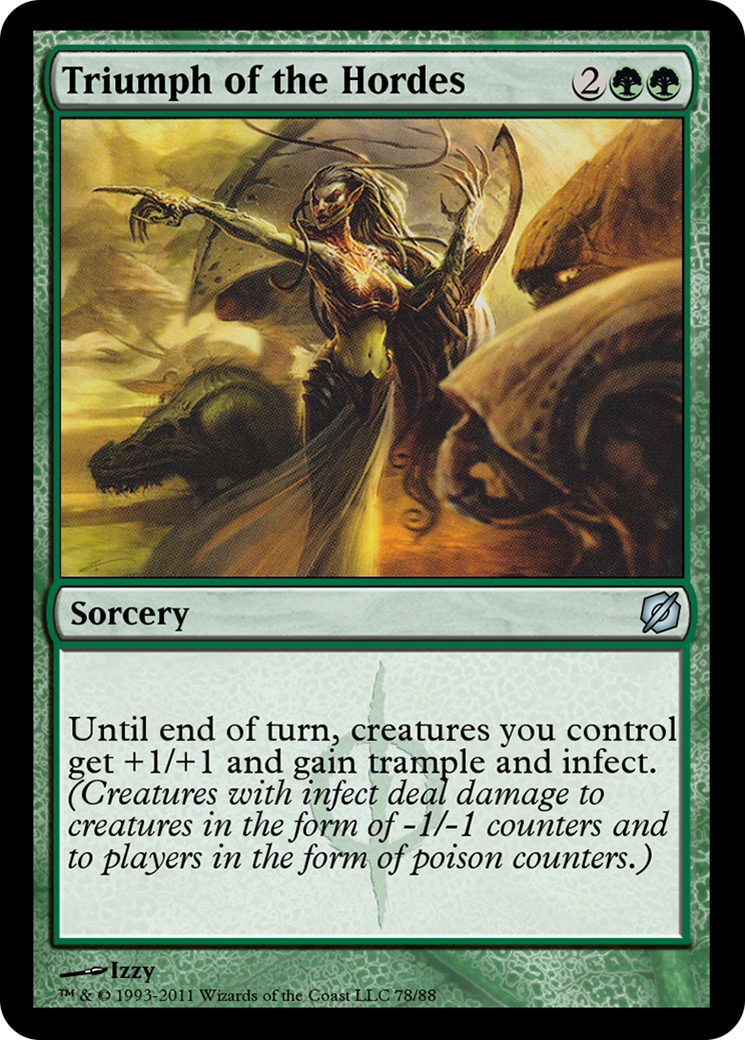 Triumph of the Hordes 2
Sorcery
Until end of turn, creatures you control
get +1/+1 and gain trample and infect.
(Creatures with infect deal damage to
creatures in the form of -1/-1 counters and
to players in the form of poison counters.)
Izzy
™ & © 1993-2011 Wizards of the Coast LLC 78/88